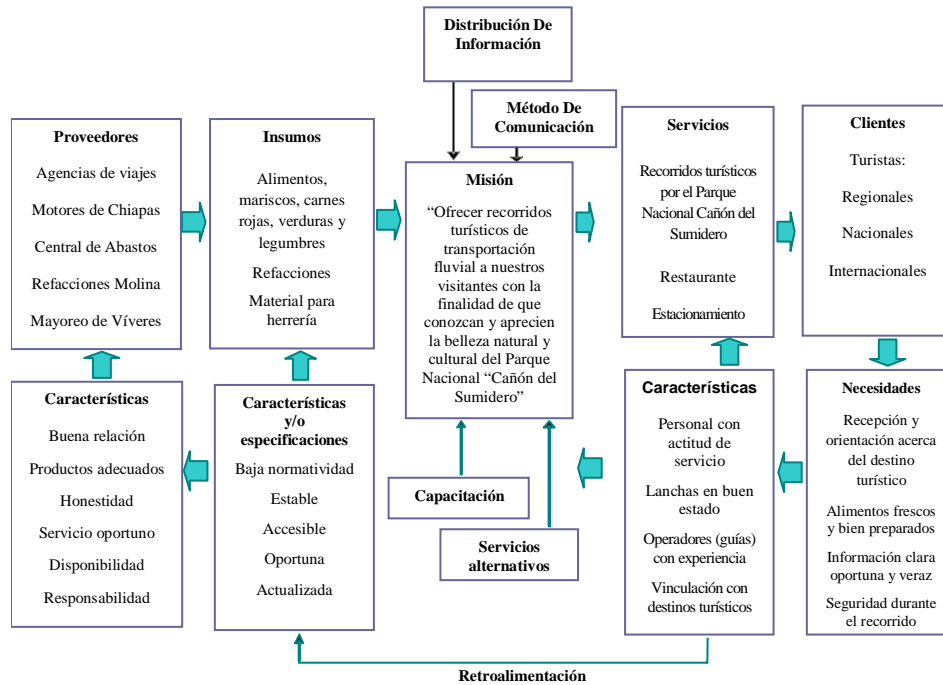 Distribución De
Información
Método De
Comunicación
Proveedores
Agencias de viajes
Motores de Chiapas
Central de Abastos
Refacciones Molina
Mayoreo de Víveres
Insumos
Alimentos,
mariscos, carnes
rojas, verduras y
legumbres
Refacciones
Material para
herrería
Misión
“Ofrecer recorridos
turísticos de
transportación
fluvial a nuestros
visitantes con la
finalidad de que
conozcan y aprecien
la belleza natural y
cultural del Parque
Nacional “Cañón del
Sumidero”
Servicios
Recorridos turísticos
por el Parque
Nacional Cañón del
Sumidero
Restaurante
Estacionamiento
Clientes
Turistas:
Regionales
Nacionales
Internacionales
Características
Buena relación
Productos adecuados
Honestidad
Servicio oportuno
Disponibilidad
Responsabilidad
Características
y/o
especificaciones
Baja normatividad
Estable
Accesible
Oportuna
Actualizada
Capacitación
Servicios
alternativos
Características
Personal con
actitud de
servicio
Lanchas en buen
estado
Operadores (guías)
con experiencia
Vinculación con
destinos turísticos
Necesidades
Recepción y
orientación acerca
del destino
turístico
Alimentos frescos
y bien preparados
Información clara
oportuna y veraz
Seguridad durante
el recorrido
Retroalimentación